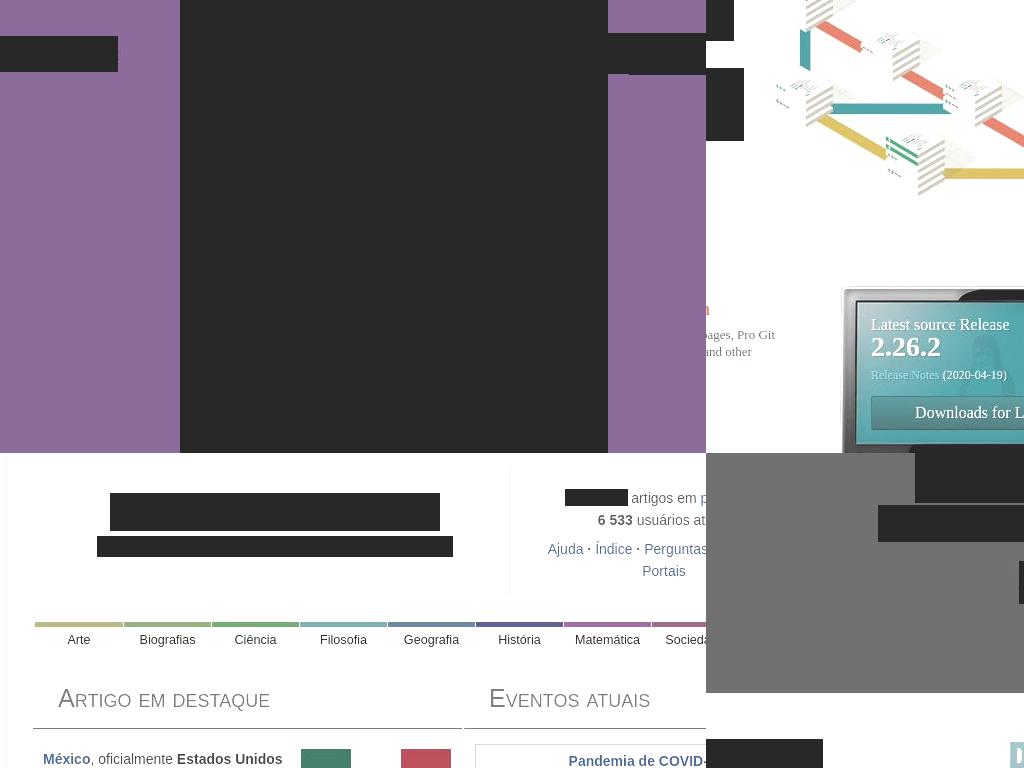 pages, Pro Git
and other
Latest source Release
2.26.2
Release Notes (2020-04-19)
Downloads for L
artigos em
6 533 usuários
Ajuda · Índice · Perguntas
Portais
Arte Biografias Ciência Filosofia Geografia História Matemática
Artigo em destaque
Eventos atuais
México, oficialmente Estados Unidos
Pandemia de COVID-